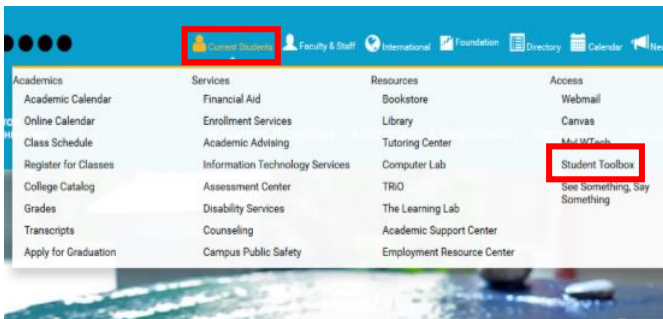 Current Students Faculty & Staff International Foundation Directory Calendar
Academics
Academic Calendar
Online Calendar
Class Schedule
Register for Classes
College Catalog
Grades
Transcripts
Apply for Graduation
Services
Financial Aid
Enrollment Services
Academic Advising
Information Technology Services
Assessment Center
Disability Services
Counseling
Campus Public Safety
Resources
Bookstore
Library
Tutoring Center
Computer Lab
TRiO
The Learning Lab
Academic Support Center
Employment Resource Center
Access
Webmail
Canvas
MyLWTech
Student Toolbox
See Something, Say
Something